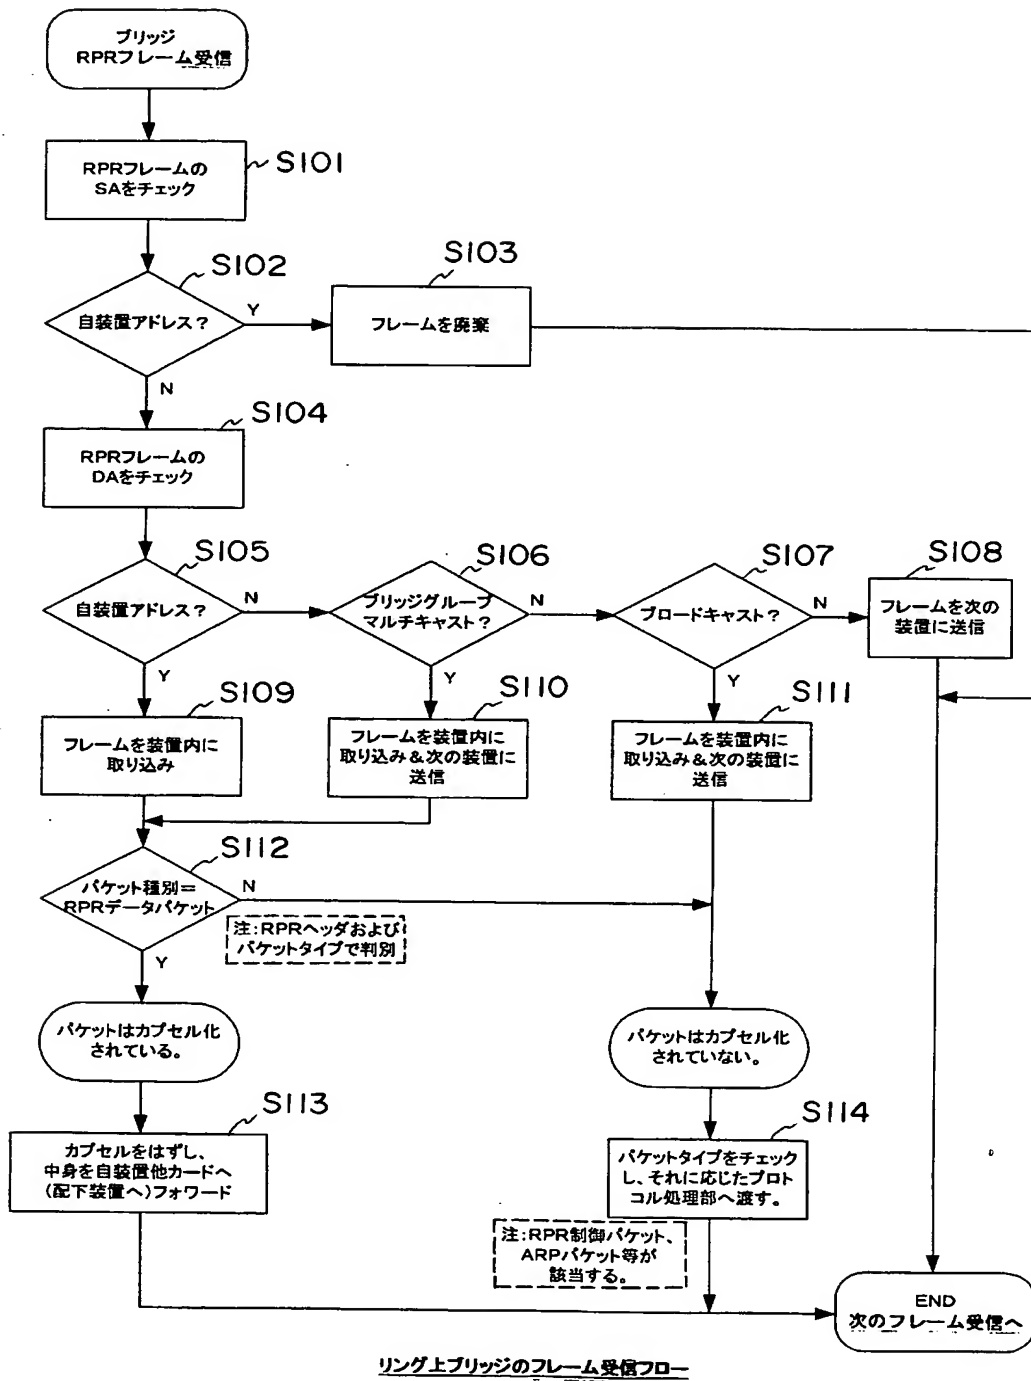 ブリッジ
RPRフレーム受信
RPRフレームの
SAをチェック
S101
S102
自装置アドレス?
Y
N
S103
フレームを廃棄
S104
RPRフレームの
DAをチェック
S105
自装置アドレス?
N
Y
S106
ブリッジグループ
マルチキャスト?
N
Y
S107
ブロードキャスト?
N
Y
S108
フレームを次の
装置に送信
S109
フレームを装置内に
取り込み
S110
フレームを装置内に
取り込み&次の装置に
送信
S111
フレームを装置内に
取り込み&次の装置に
送信
S112
パケット種別=
RPRデータパケット
N
Y
注:RPRヘッダおよび
パケットタイプで判別
パケットはカプセル化
されている。
パケットはカプセル化
されていない。
S113
カプセルをはずし、
中身を自装置他カードへ
(配下装置へ)フォワード
S114
パケットタイプをチェック
し、それに応じたプロト
コル処理部へ渡す。
注:RPR制御パケット、
ARPパケット等が
該当する。
END
次のフレーム受信へ
リング上ブリッジのフレーム受信フロー